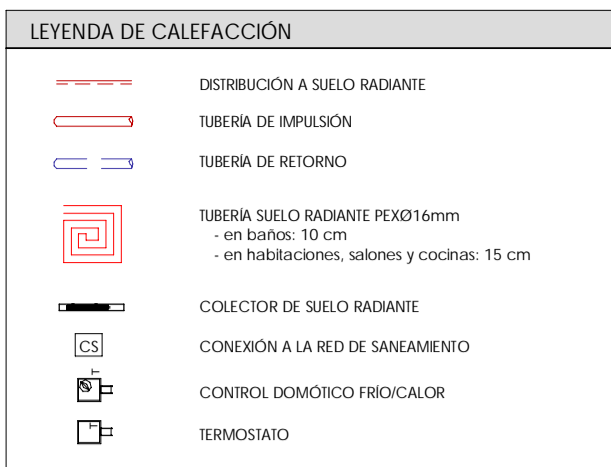 LEYENDA DE CALEFACCIÓN
DISTRIBUCIÓN A SUELO RADIANTE
TUBERÍA DE IMPULSIÓN
TUBERÍA DE RETORNO
TUBERÍA SUELO RADIANTE PEXØ16mm
- en baños: 10 cm
- en habitaciones, salones y cocinas: 15 cm
COLECTOR DE SUELO RADIANTE
CS CONEXIÓN A LA RED DE SANEAMIENTO
CONTROL DOMÓTICO FRÍO/CALOR
TERMOSTATO